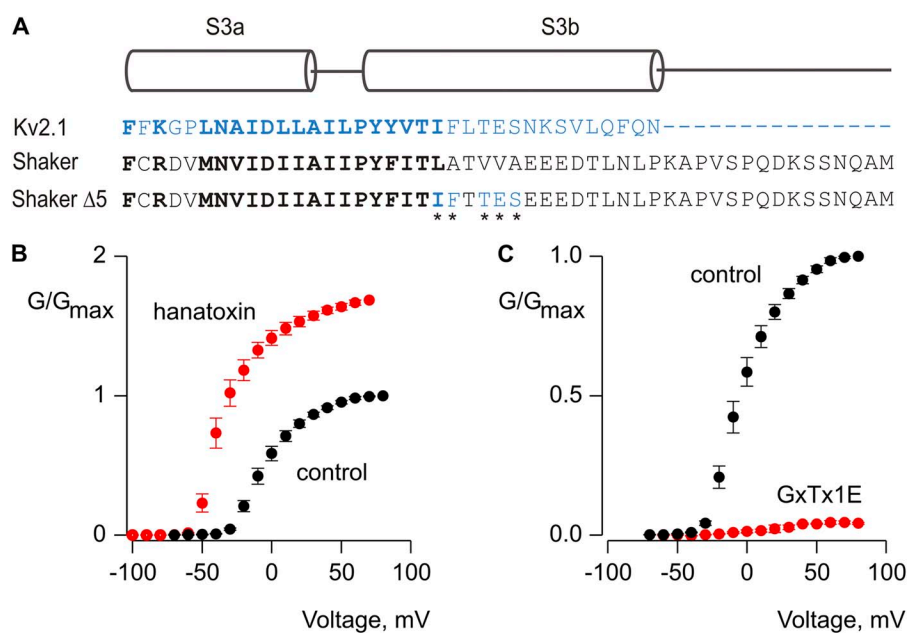 A
S3a S3b
Kv2.1 FFKGPLNAIDLLAILPYYVTIFLTESNKSVLQFQN--------------------
Shaker FCRDVMNVIDIIAIIPYFITLATVVAEEEDTLNLPKAPVSPQDKSSNQAM
Shaker Δ5 FCRDVMNVIDIIAIIPYFITIFTTESEEEDTLNLPKAPVSPQDKSSNQAM
** ***
B
2
G/Gmax
hanatoxin
1
control
0
-100 -50 0 50 100
Voltage, mV
C
1.0
control
G/Gmax
0.5
GxTx1E
0.0
-100 -50 0 50 100
Voltage, mV